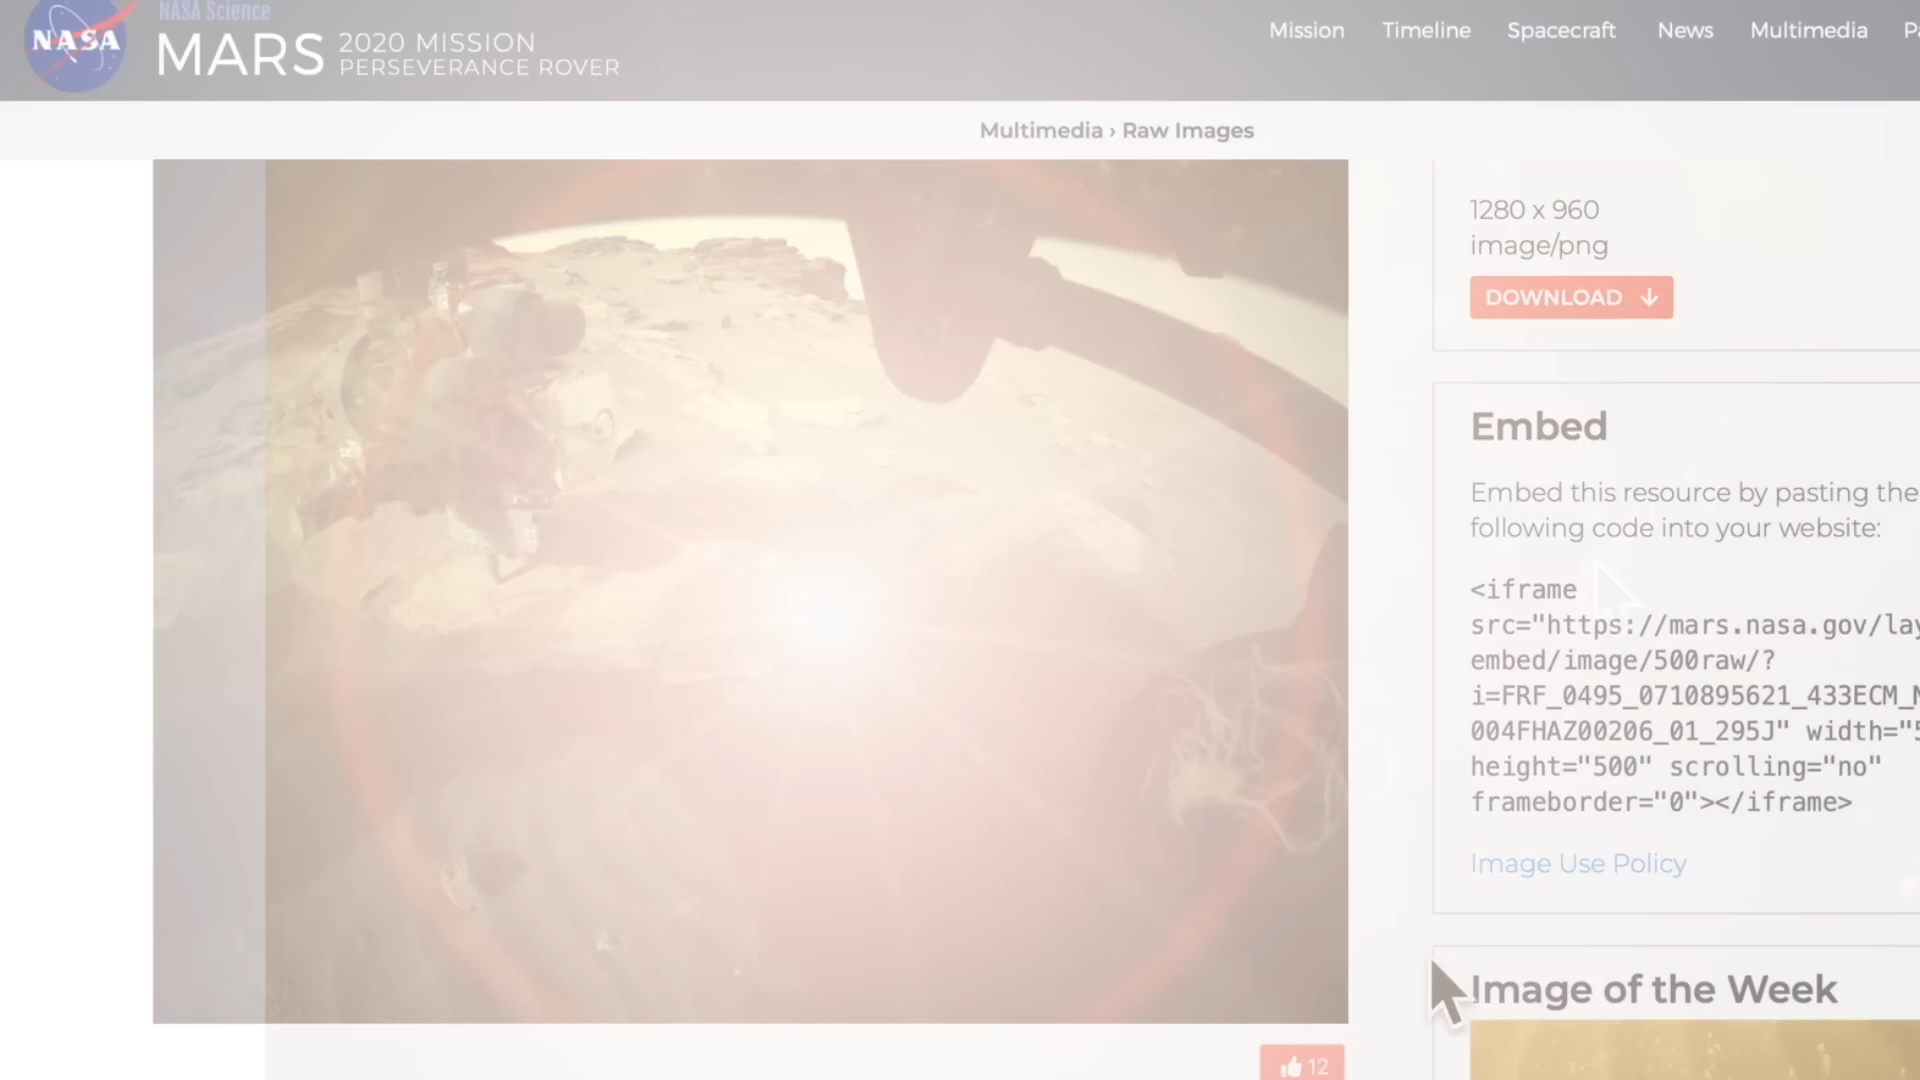 NASA
NASA Science
MARS
2020 MISSION
PERSEVERANCE ROVER
Mission
Timeline
Spacecraft
News
Multimedia
Multimedia › Raw Images
1280 x 960
image/png
DOWNLOAD
Embed
Embed this resource by pasting the
following code into your website:
<iframe
src="https://mars.nasa.gov/lay
embed/image/500raw/?
i=FRF_0495_0710895621_433ECM_N
004FHAZ00206_01_295J" width="5
height="500" scrolling="no"
frameborder="0"></iframe>
Image Use Policy
Image of the Week
12